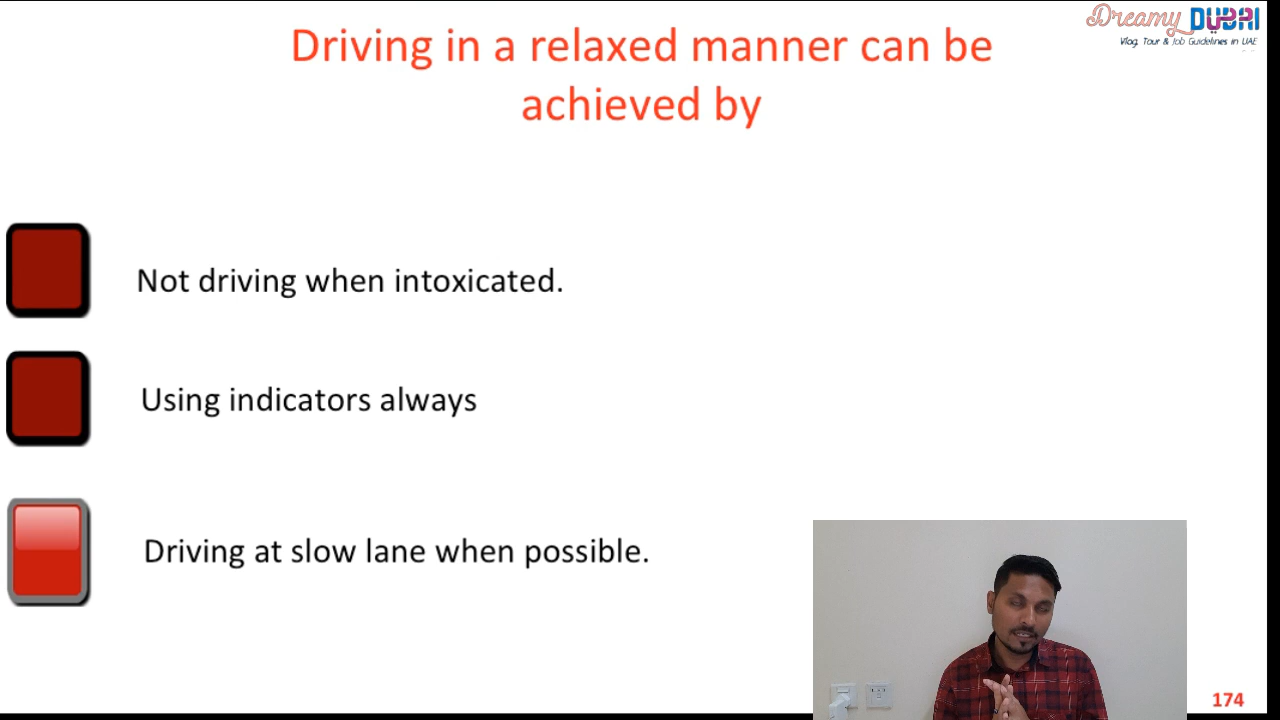 Dreamy DUBAI
Vlog, Tour & Job Guidelines in UAE
Driving in a relaxed manner can be
achieved by
Not driving when intoxicated.
Using indicators always
Driving at slow lane when possible.
174